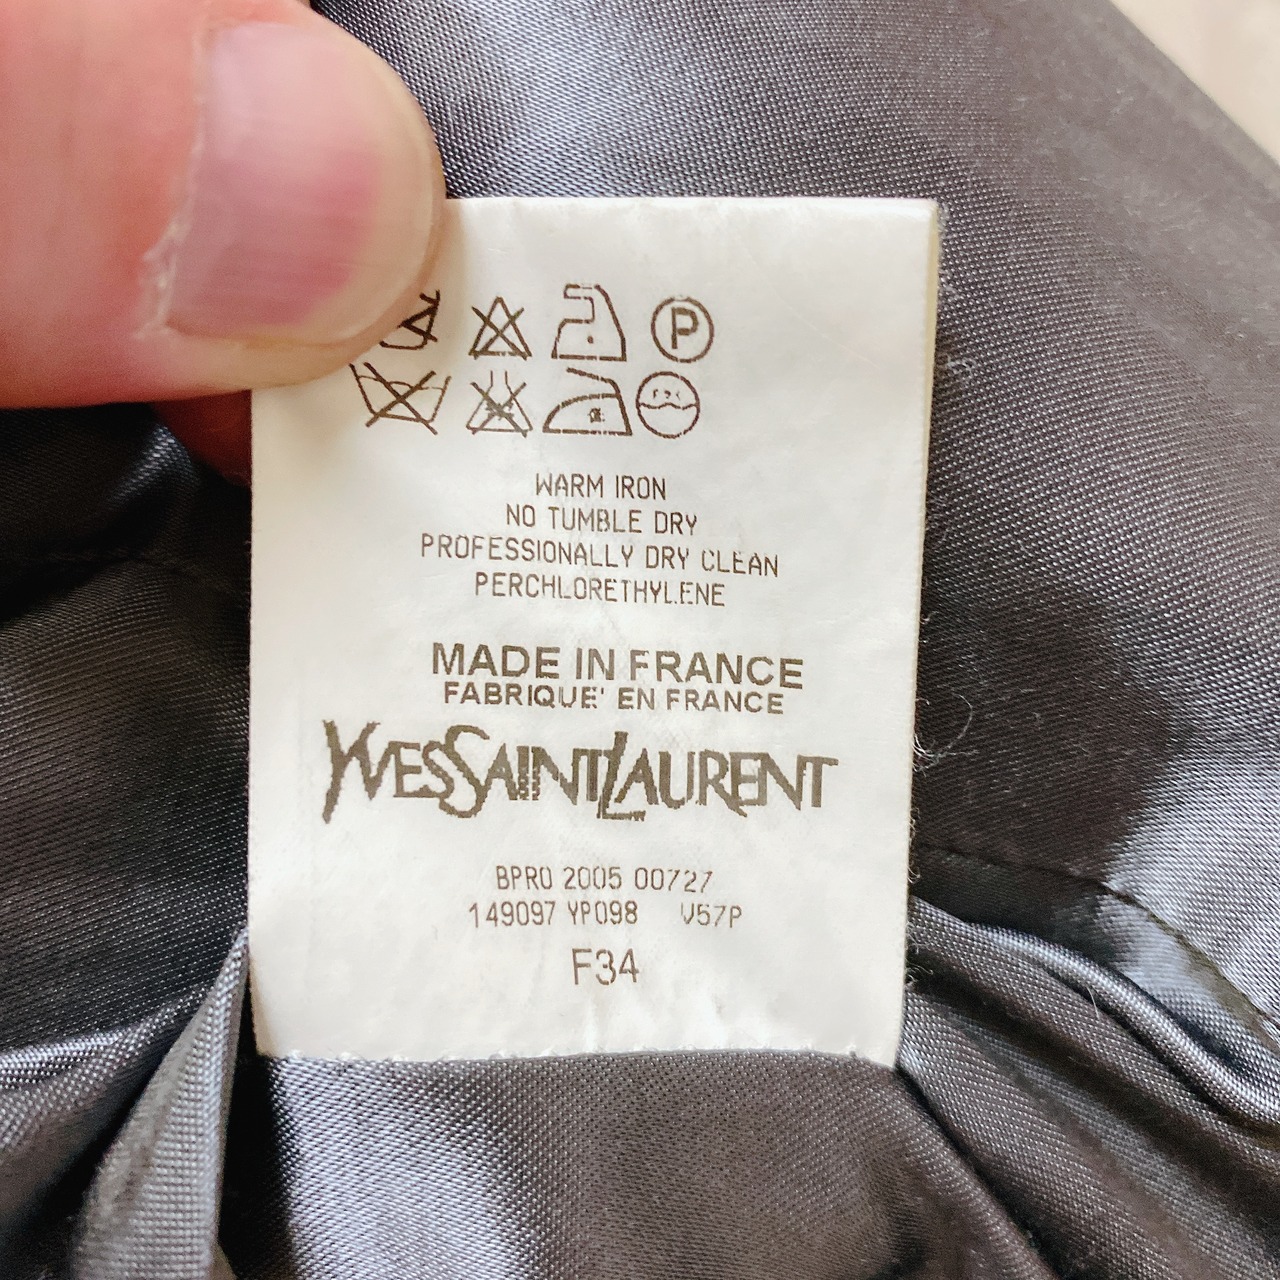 P
WARM IRON
NO TUMBLE DRY
PROFESSIONALLY DRY CLEAN
PERCHLORETHYLENE
MADE IN FRANCE
FABRIQUE' EN FRANCE
YVESSAINTLAURENT
BPRO 2005 00727
149097 YP098 V57P
F34